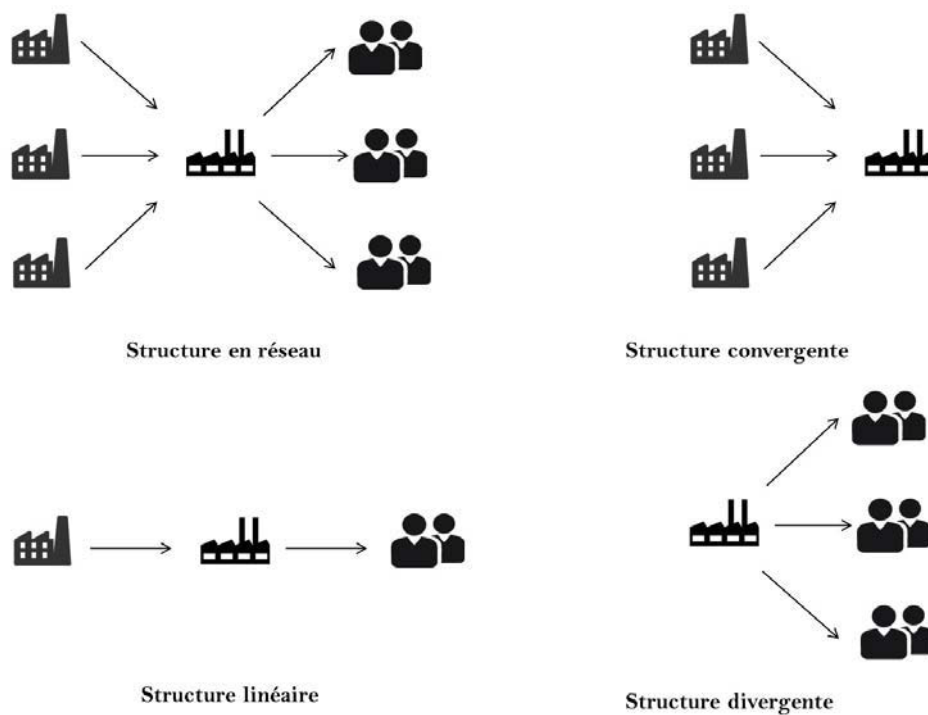 Structure en réseau
Structure convergente
Structure linéaire
Structure divergente